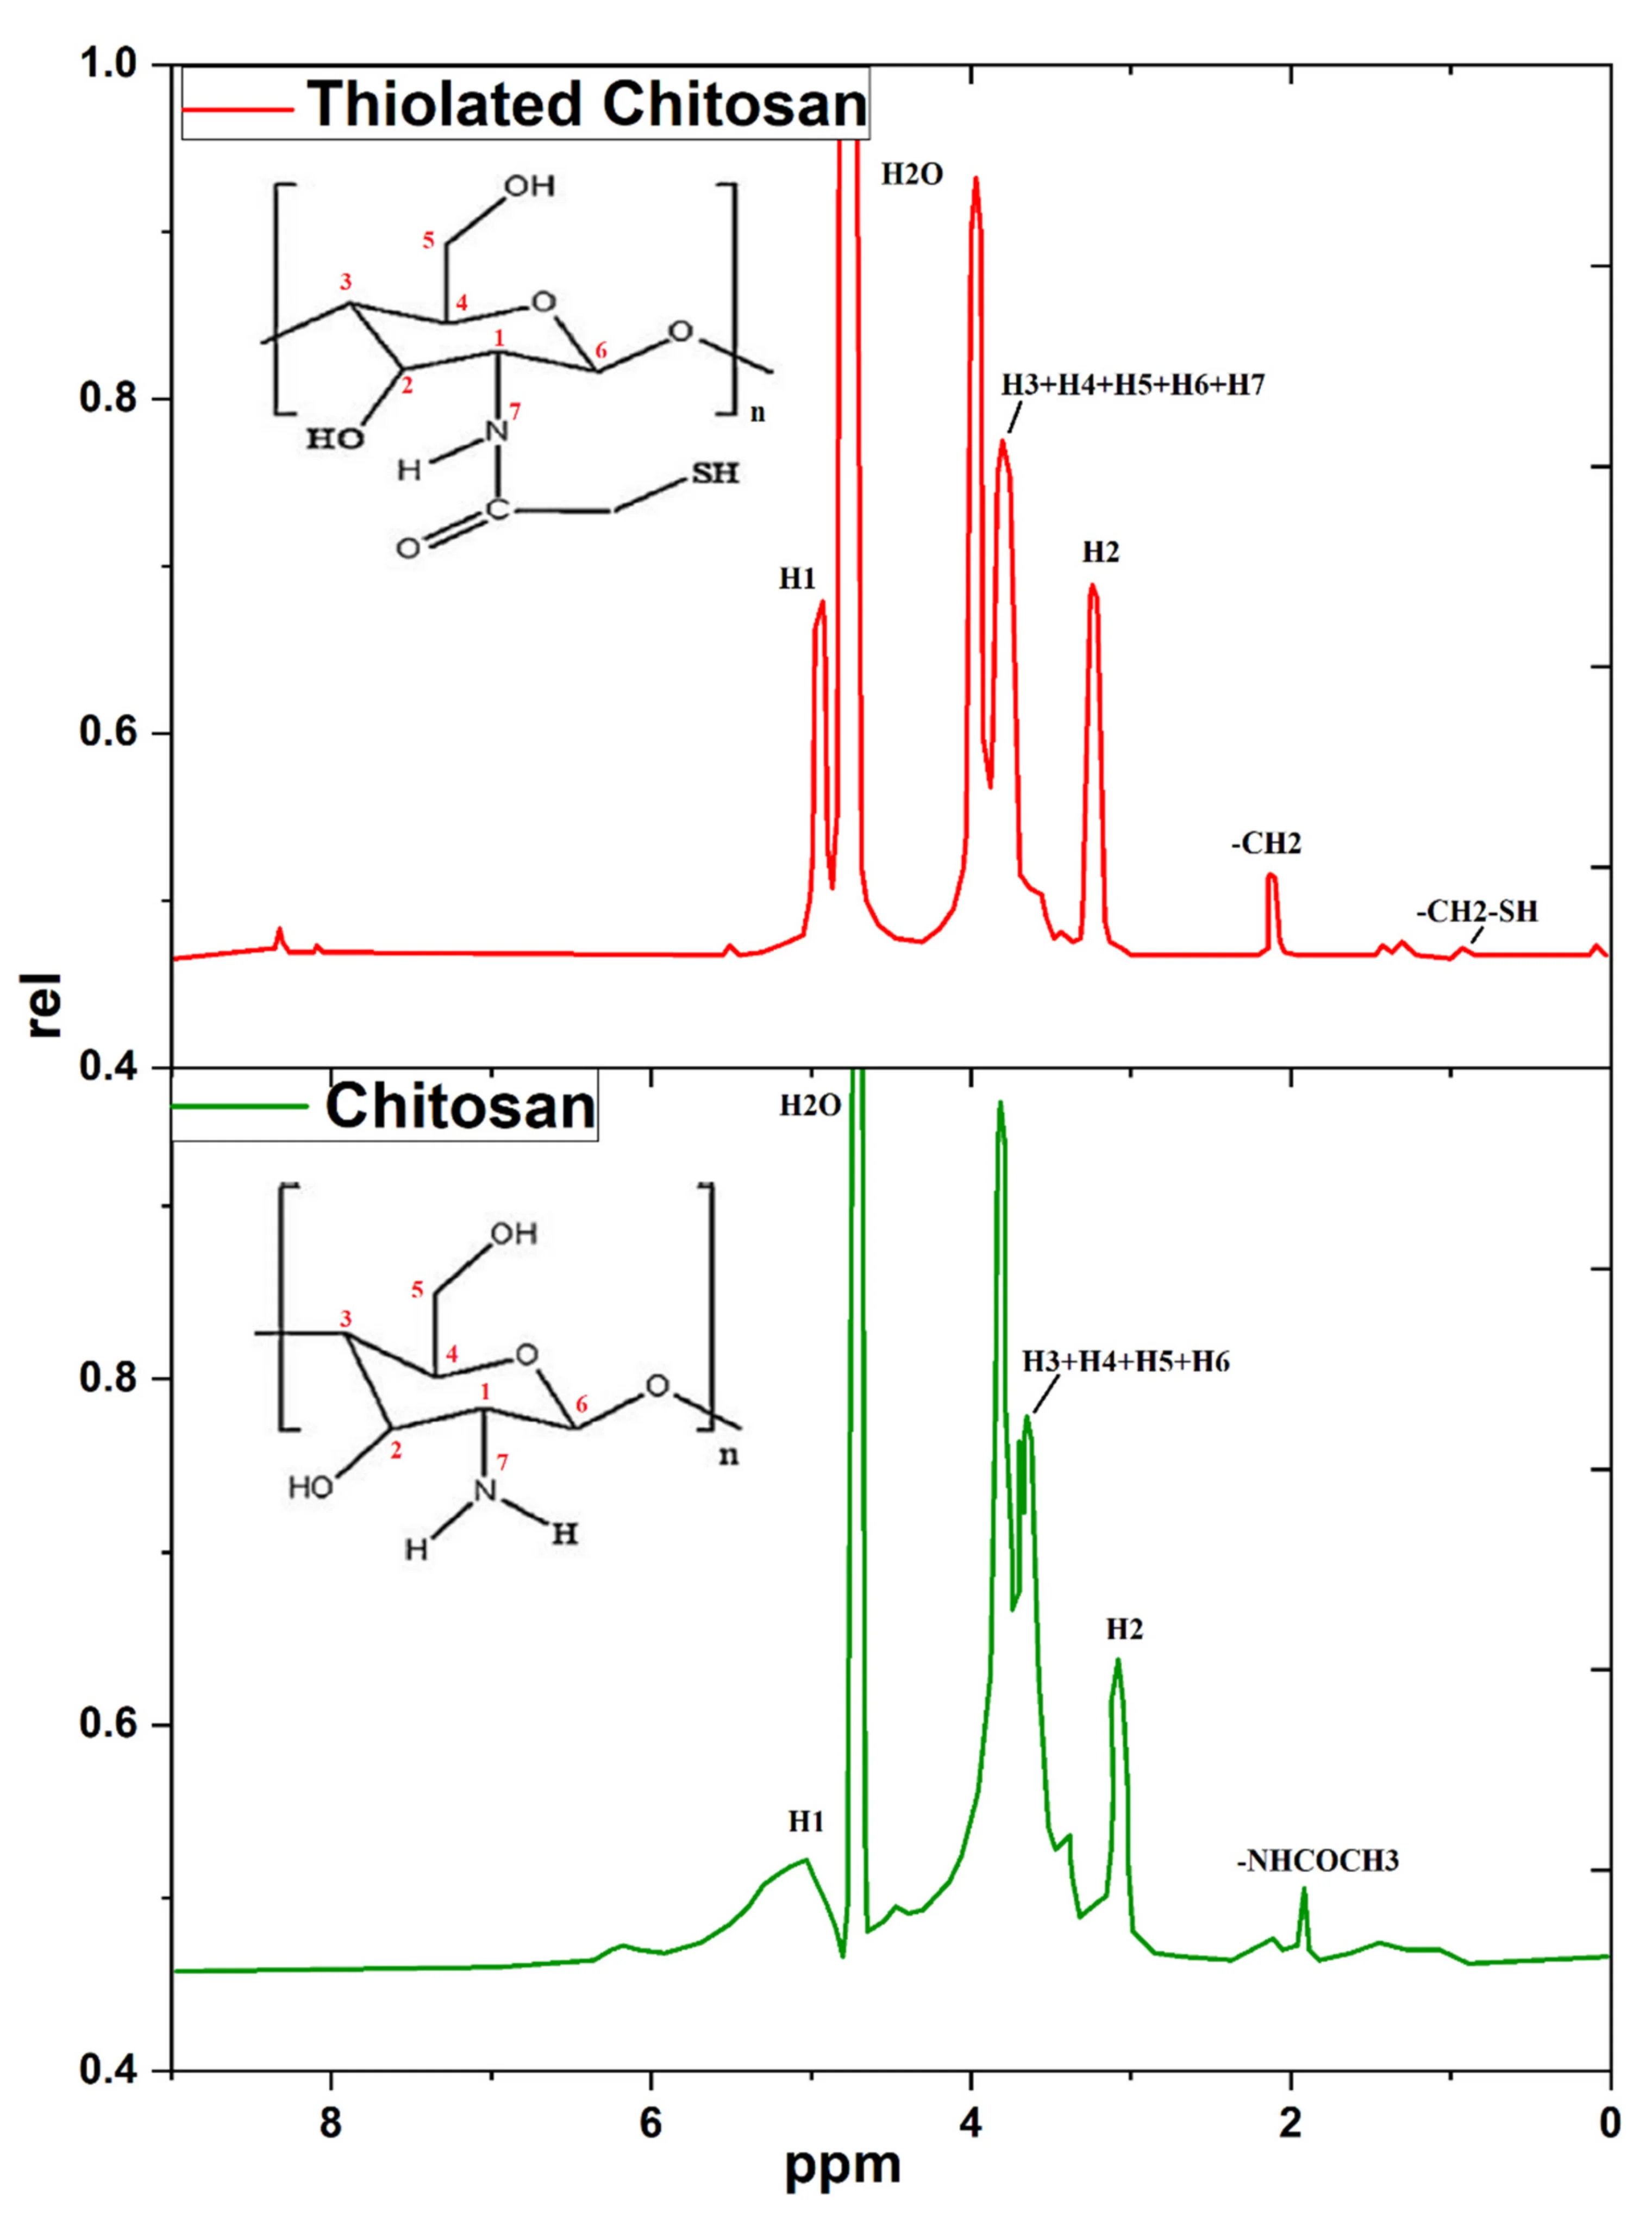 1.0
Thiolated Chitosan
H2O
OH
5
3
4
O
1
6
O
2
7
n
HO
N
H
SH
C
O
H1
H3+H4+H5+H6+H7
H2
-CH2
-CH2-SH
0.8
0.6
rel
0.4
Chitosan
H2O
OH
5
3
4
O
1
6
O
2
7
n
HO
N
H
H
H3+H4+H5+H6
H2
H1
-NHCOCH3
0.8
0.6
0.4
8 6 4 2 0
ppm